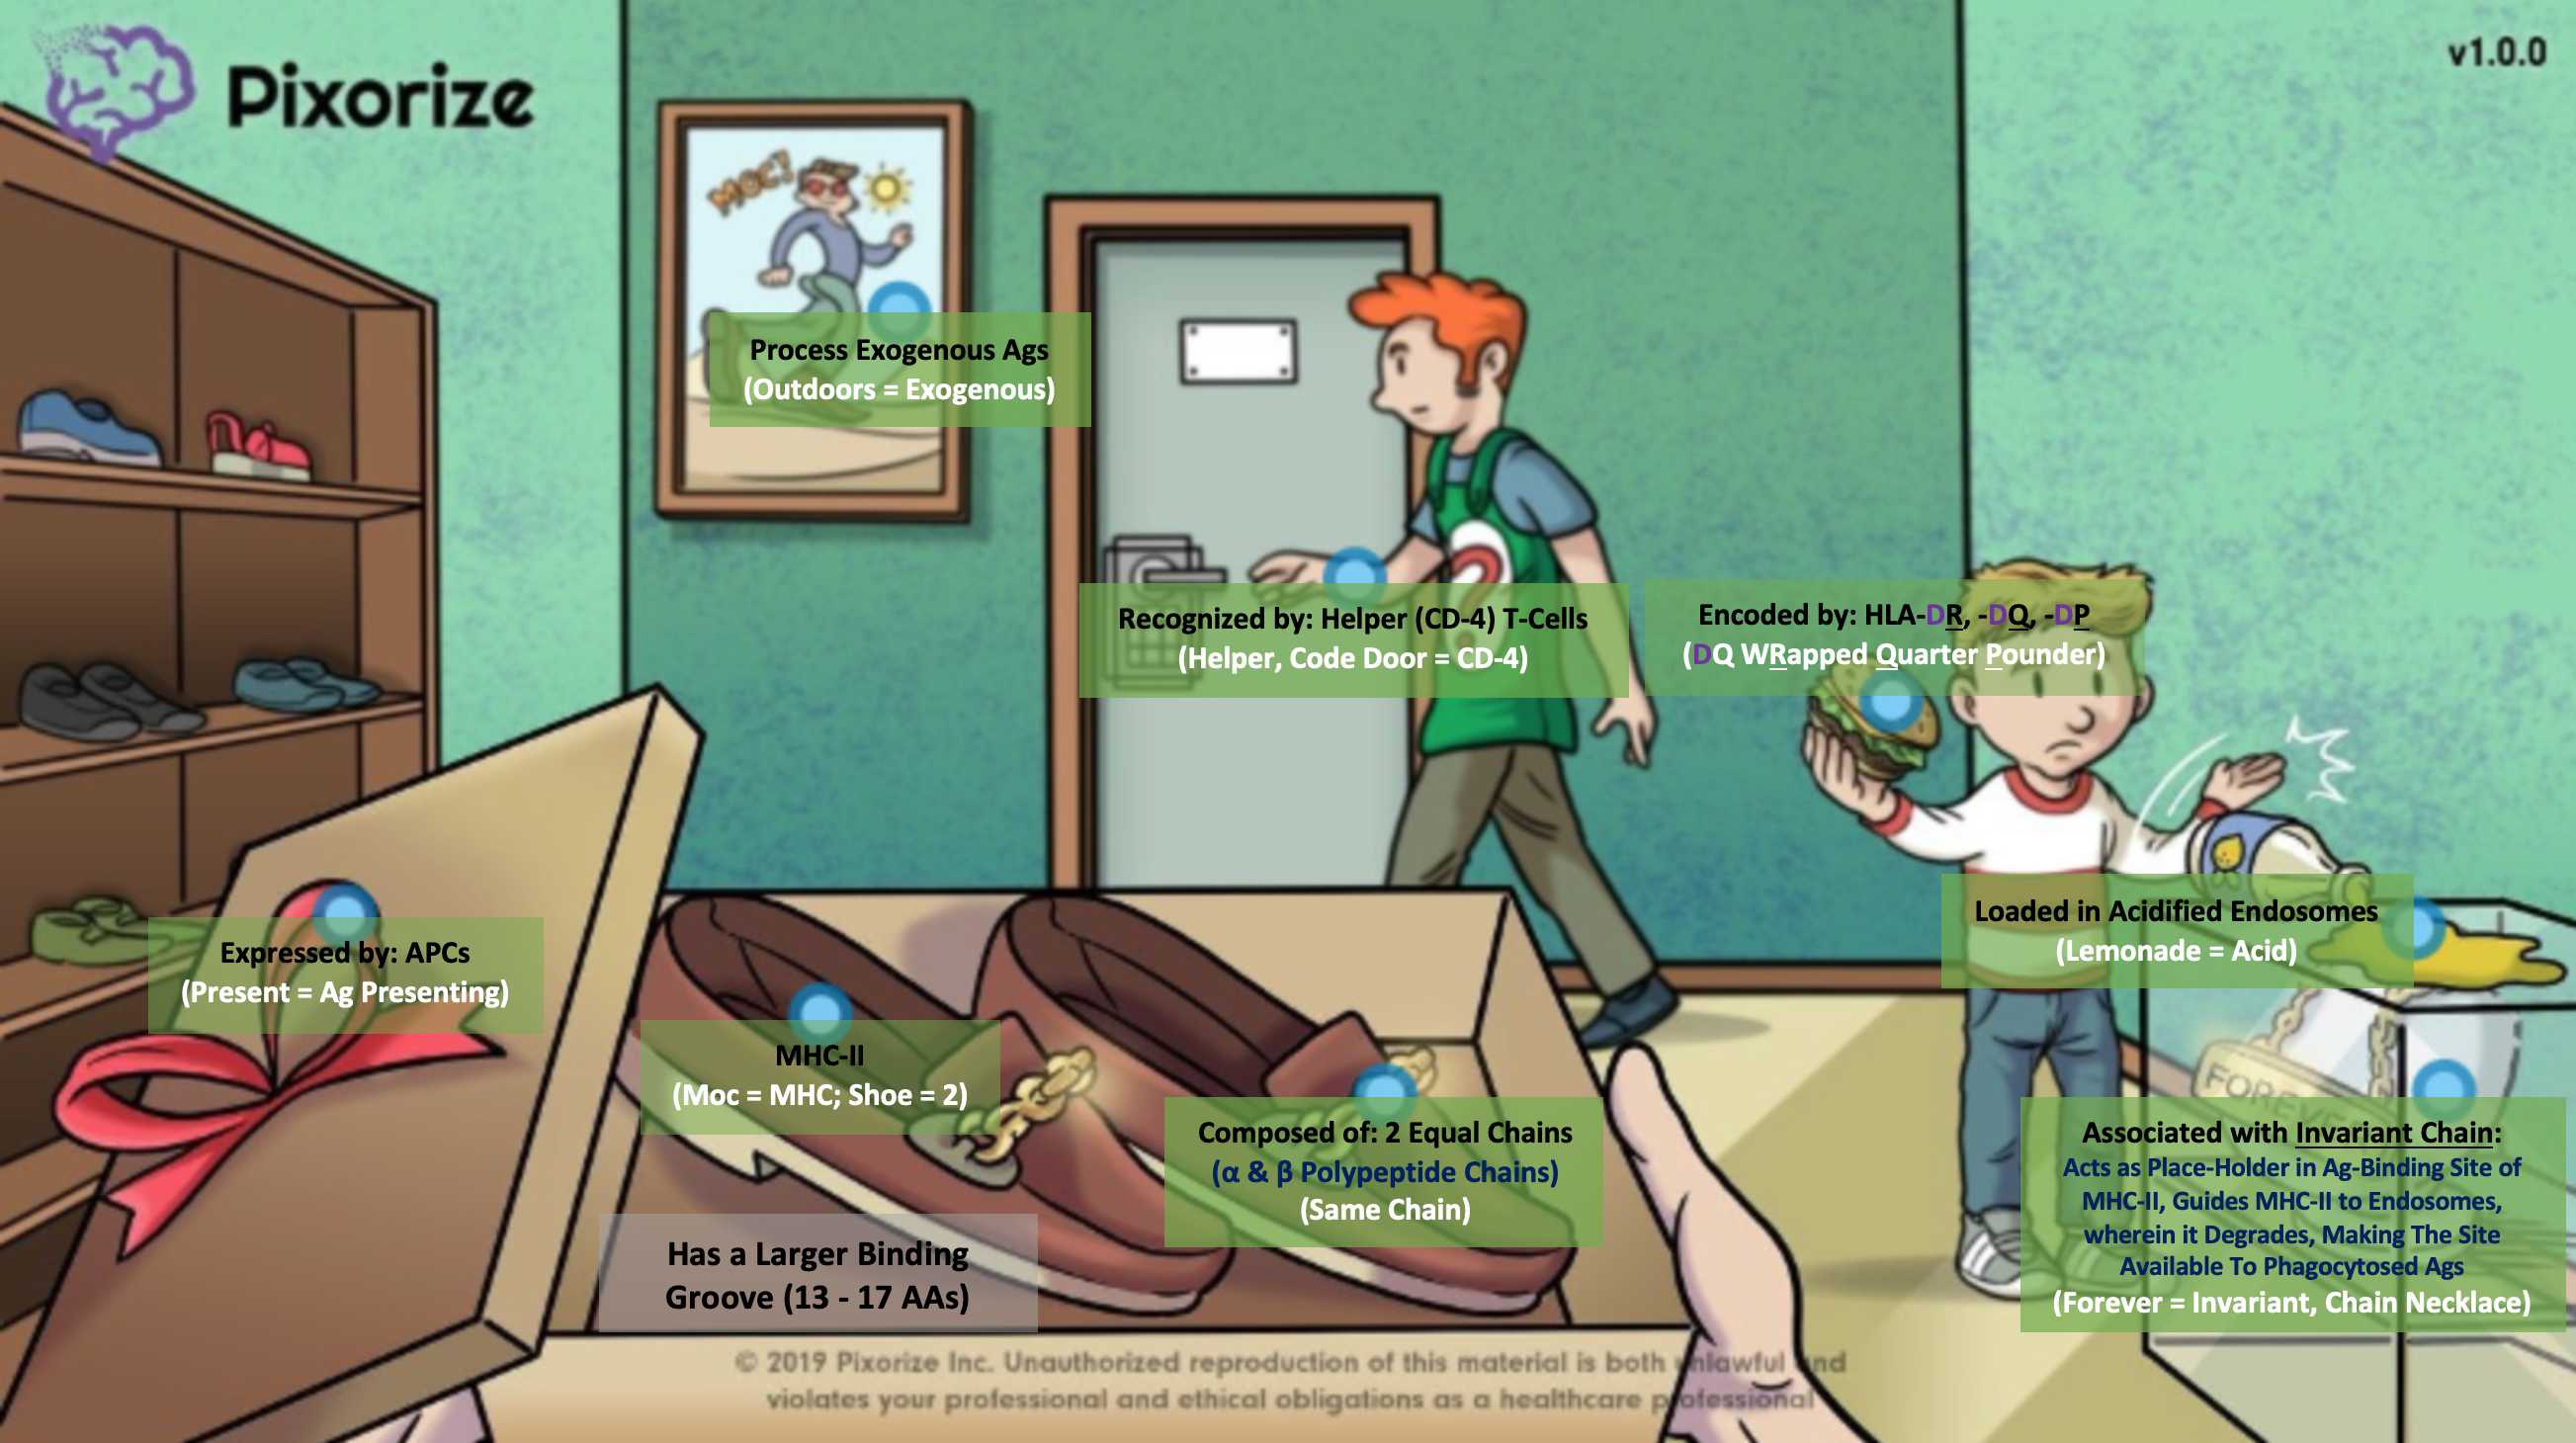 Pixorize
v1.0.0
MOC!
Process Exogenous Ags
(Outdoors = Exogenous)
Recognized by: Helper (CD-4) T-Cells
(Helper, Code Door = CD-4)
Encoded by: HLA-DR, -DQ, -DP
(DQ WRapped Quarter Pounder)
Expressed by: APCs
(Present = Ag Presenting)
Loaded in Acidified Endosomes
(Lemonade = Acid)
MHC-II
(Moc = MHC; Shoe = 2)
Composed of: 2 Equal Chains
(α & β Polypeptide Chains)
(Same Chain)
Has a Larger Binding
Groove (13 - 17 AAs)
FOREVE
Associated with Invariant Chain:
Acts as Place-Holder in Ag-Binding Site of
MHC-II, Guides MHC-II to Endosomes,
wherein it Degrades, Making The Site
Available To Phagocytosed Ags
(Forever = Invariant, Chain Necklace)
© 2019 Pixorize Inc. Unauthorized reproduction of this material is both unlawful and
violates your professional and ethical obligations as a healthcare professional